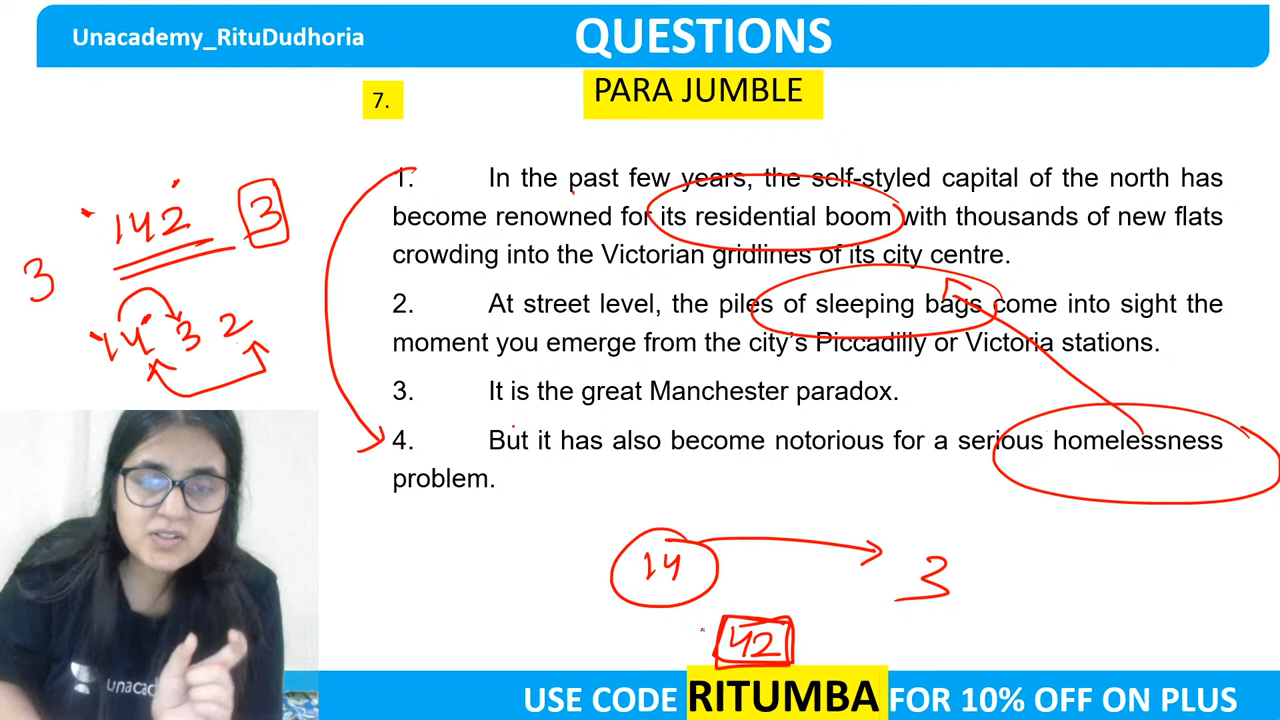 Unacademy_RituDudhoria
QUESTIONS
PARA JUMBLE
7.
1. In the past few years, the self-styled capital of the north has
become renowned for its residential boom with thousands of new flats
crowding into the Victorian gridlines of its city centre.
2. At street level, the piles of sleeping bags come into sight the
moment you emerge from the city's Piccadilly or Victoria stations.
3. It is the great Manchester paradox.
4. But it has also become notorious for a serious homelessness
problem.
142 3
3
1432
14 3
42
unacade
USE CODE RITUMBA FOR 10% OFF ON PLUS